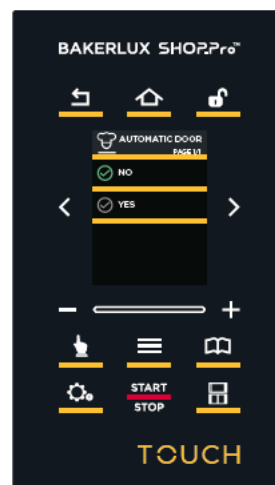 BAKERLUX SHOP.Pro™
AUTOMATIC DOOR
PAGE 1/1
NO
YES
START
STOP
TOUCH